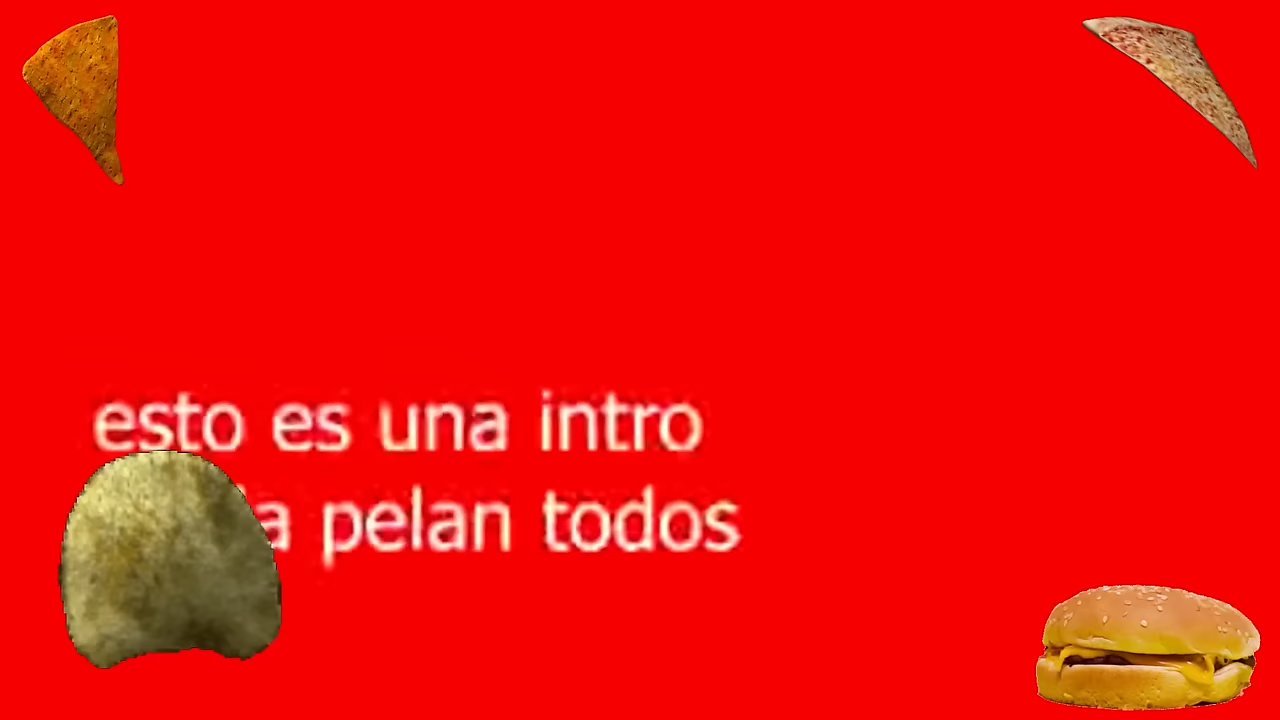 esto es una intro
pelan todos